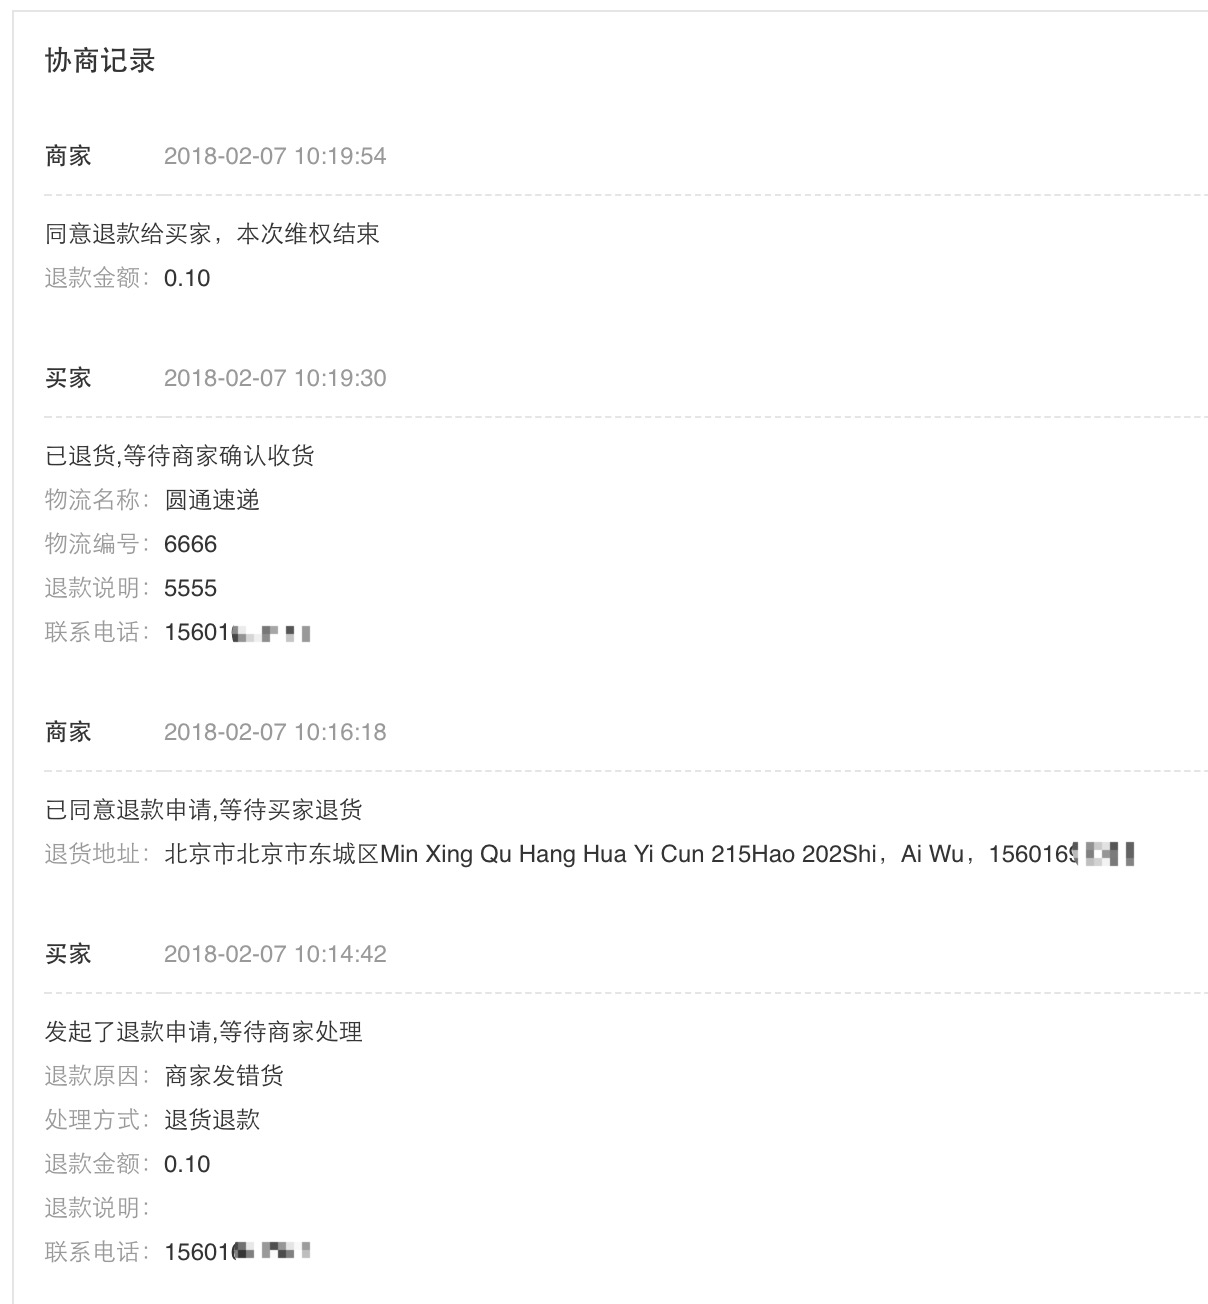 协商记录
商家 2018-02-07 10:19:54
同意退款给买家，本次维权结束
退款金额：0.10
买家 2018-02-07 10:19:30
已退货,等待商家确认收货
物流名称：圆通速递
物流编号：6666
退款说明：5555
联系电话：15601
商家 2018-02-07 10:16:18
已同意退款申请,等待买家退货
退货地址：北京市北京市东城区Min Xing Qu Hang Hua Yi Cun 215Hao 202Shi，Ai Wu，156016
买家 2018-02-07 10:14:42
发起了退款申请,等待商家处理
退款原因：商家发错货
处理方式：退货退款
退款金额：0.10
退款说明：
联系电话：15601